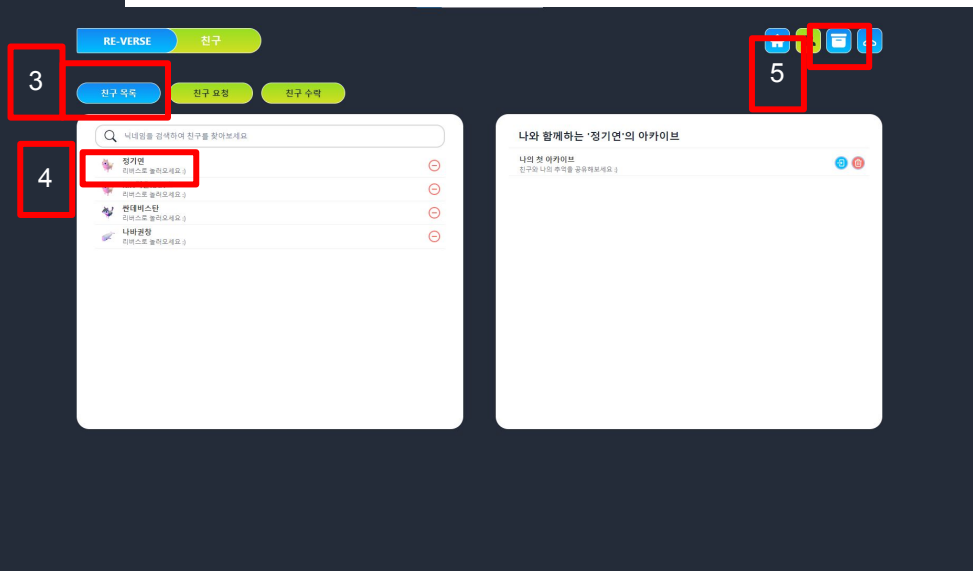 RE-VERSE 친구
3
5
친구 목록 친구 요청 친구 수락
닉네임을 검색하여 친구를 찾아보세요
나와 함께하는 '정기연'의 아카이브
4
정기연
리버스로 놀러오세요 :)
나의 첫 아카이브
친구와 나의 추억을 공유해보세요 :)
리버스로 놀러오세요 :)
싼데비스탄
리버스로 놀러오세요 :)
나바권창
리버스로 놀러오세요 :)